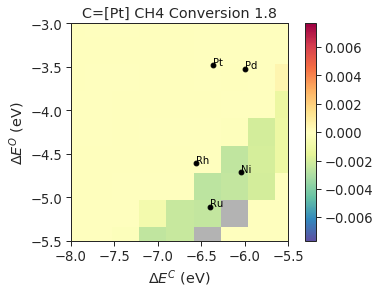 C=[Pt] CH4 Conversion 1.8
−3.0
−3.5
−4.0
−4.5
−5.0
−5.5
ΔE^O (eV)
Pt
Pd
Rh
Ni
Ru
−8.0 −7.5 −7.0 −6.5 −6.0 −5.5
ΔE^C (eV)
0.006
0.004
0.002
0.000
−0.002
−0.004
−0.006